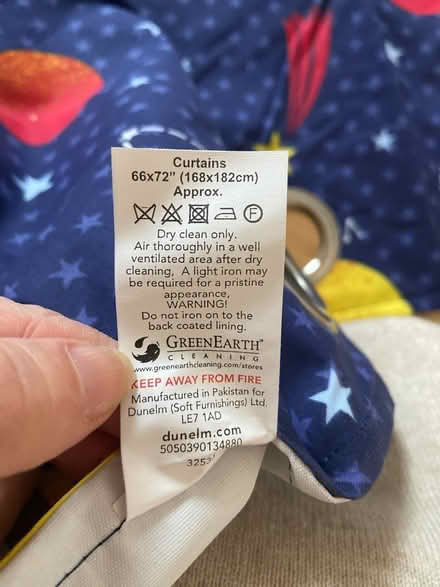 Curtains
66x72" (168x182cm)
Approx.
F
Dry clean only.
Air thoroughly in a well
ventilated area after dry
cleaning, A light iron may
be required for a pristine
appearance,
WARNING!
Do not iron on to the
back coated lining.
GREENEARTH®
CLEANING
www.greenearthcleaning.com/stores
KEEP AWAY FROM FIRE
Manufactured in Pakistan for
Dunelm (Soft Furnishings) Ltd.
LE7 1AD
dunelm.com
5050390134880
3253